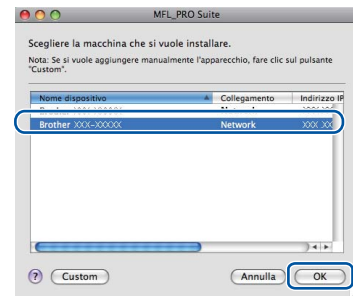 MFL_PRO Suite
Scegliere la macchina che si vuole installare.
Nota: Se si vuole aggiungere manualmente l'apparecchio, fare clic sul pulsante
"Custom".
Nome dispositivo Collegamento Indirizzo IP
Brother XXX-XXXXX Network XXX XX
? Custom Annulla OK